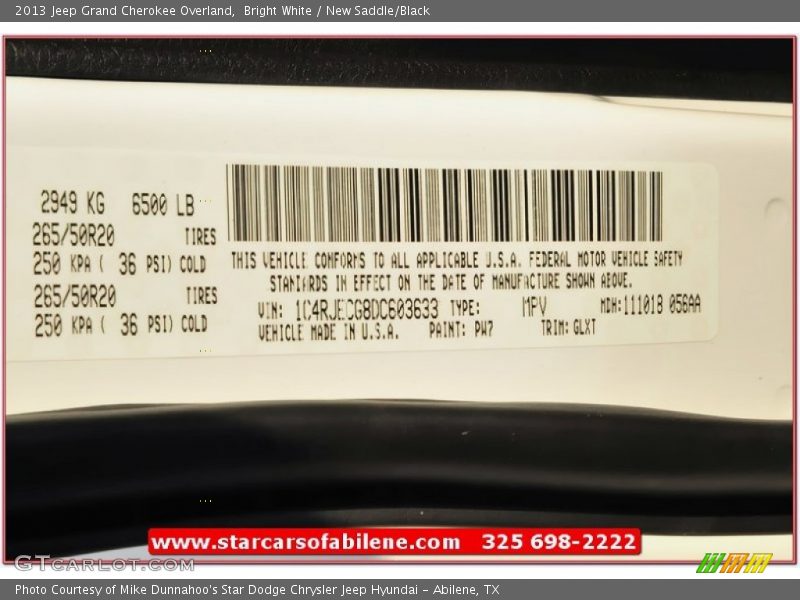 2013 Jeep Grand Cherokee Overland, Bright White / New Saddle/Black
2949 KG 6500 LB
265/50R20 TIRES
250 KPA ( 36 PSI) COLD
265/50R20 TIRES
250 KPA ( 36 PSI) COLD
THIS VEHICLE CONFORMS TO ALL APPLICABLE U.S.A. FEDERAL MOTOR VEHICLE SAFETY
STANDARDS IN EFFECT ON THE DATE OF MANUFACTURE SHOWN ABOVE.
VIN: 1C4RJECG8DC603633 TYPE: MPV MDH:111018 056AA
VEHICLE MADE IN U.S.A. PAINT: PW7 TRIM: GLXT
www.starcarsofabilene.com 325 698-2222
GTcarlot.com
Photo Courtesy of Mike Dunnahoo's Star Dodge Chrysler Jeep Hyundai - Abilene, TX